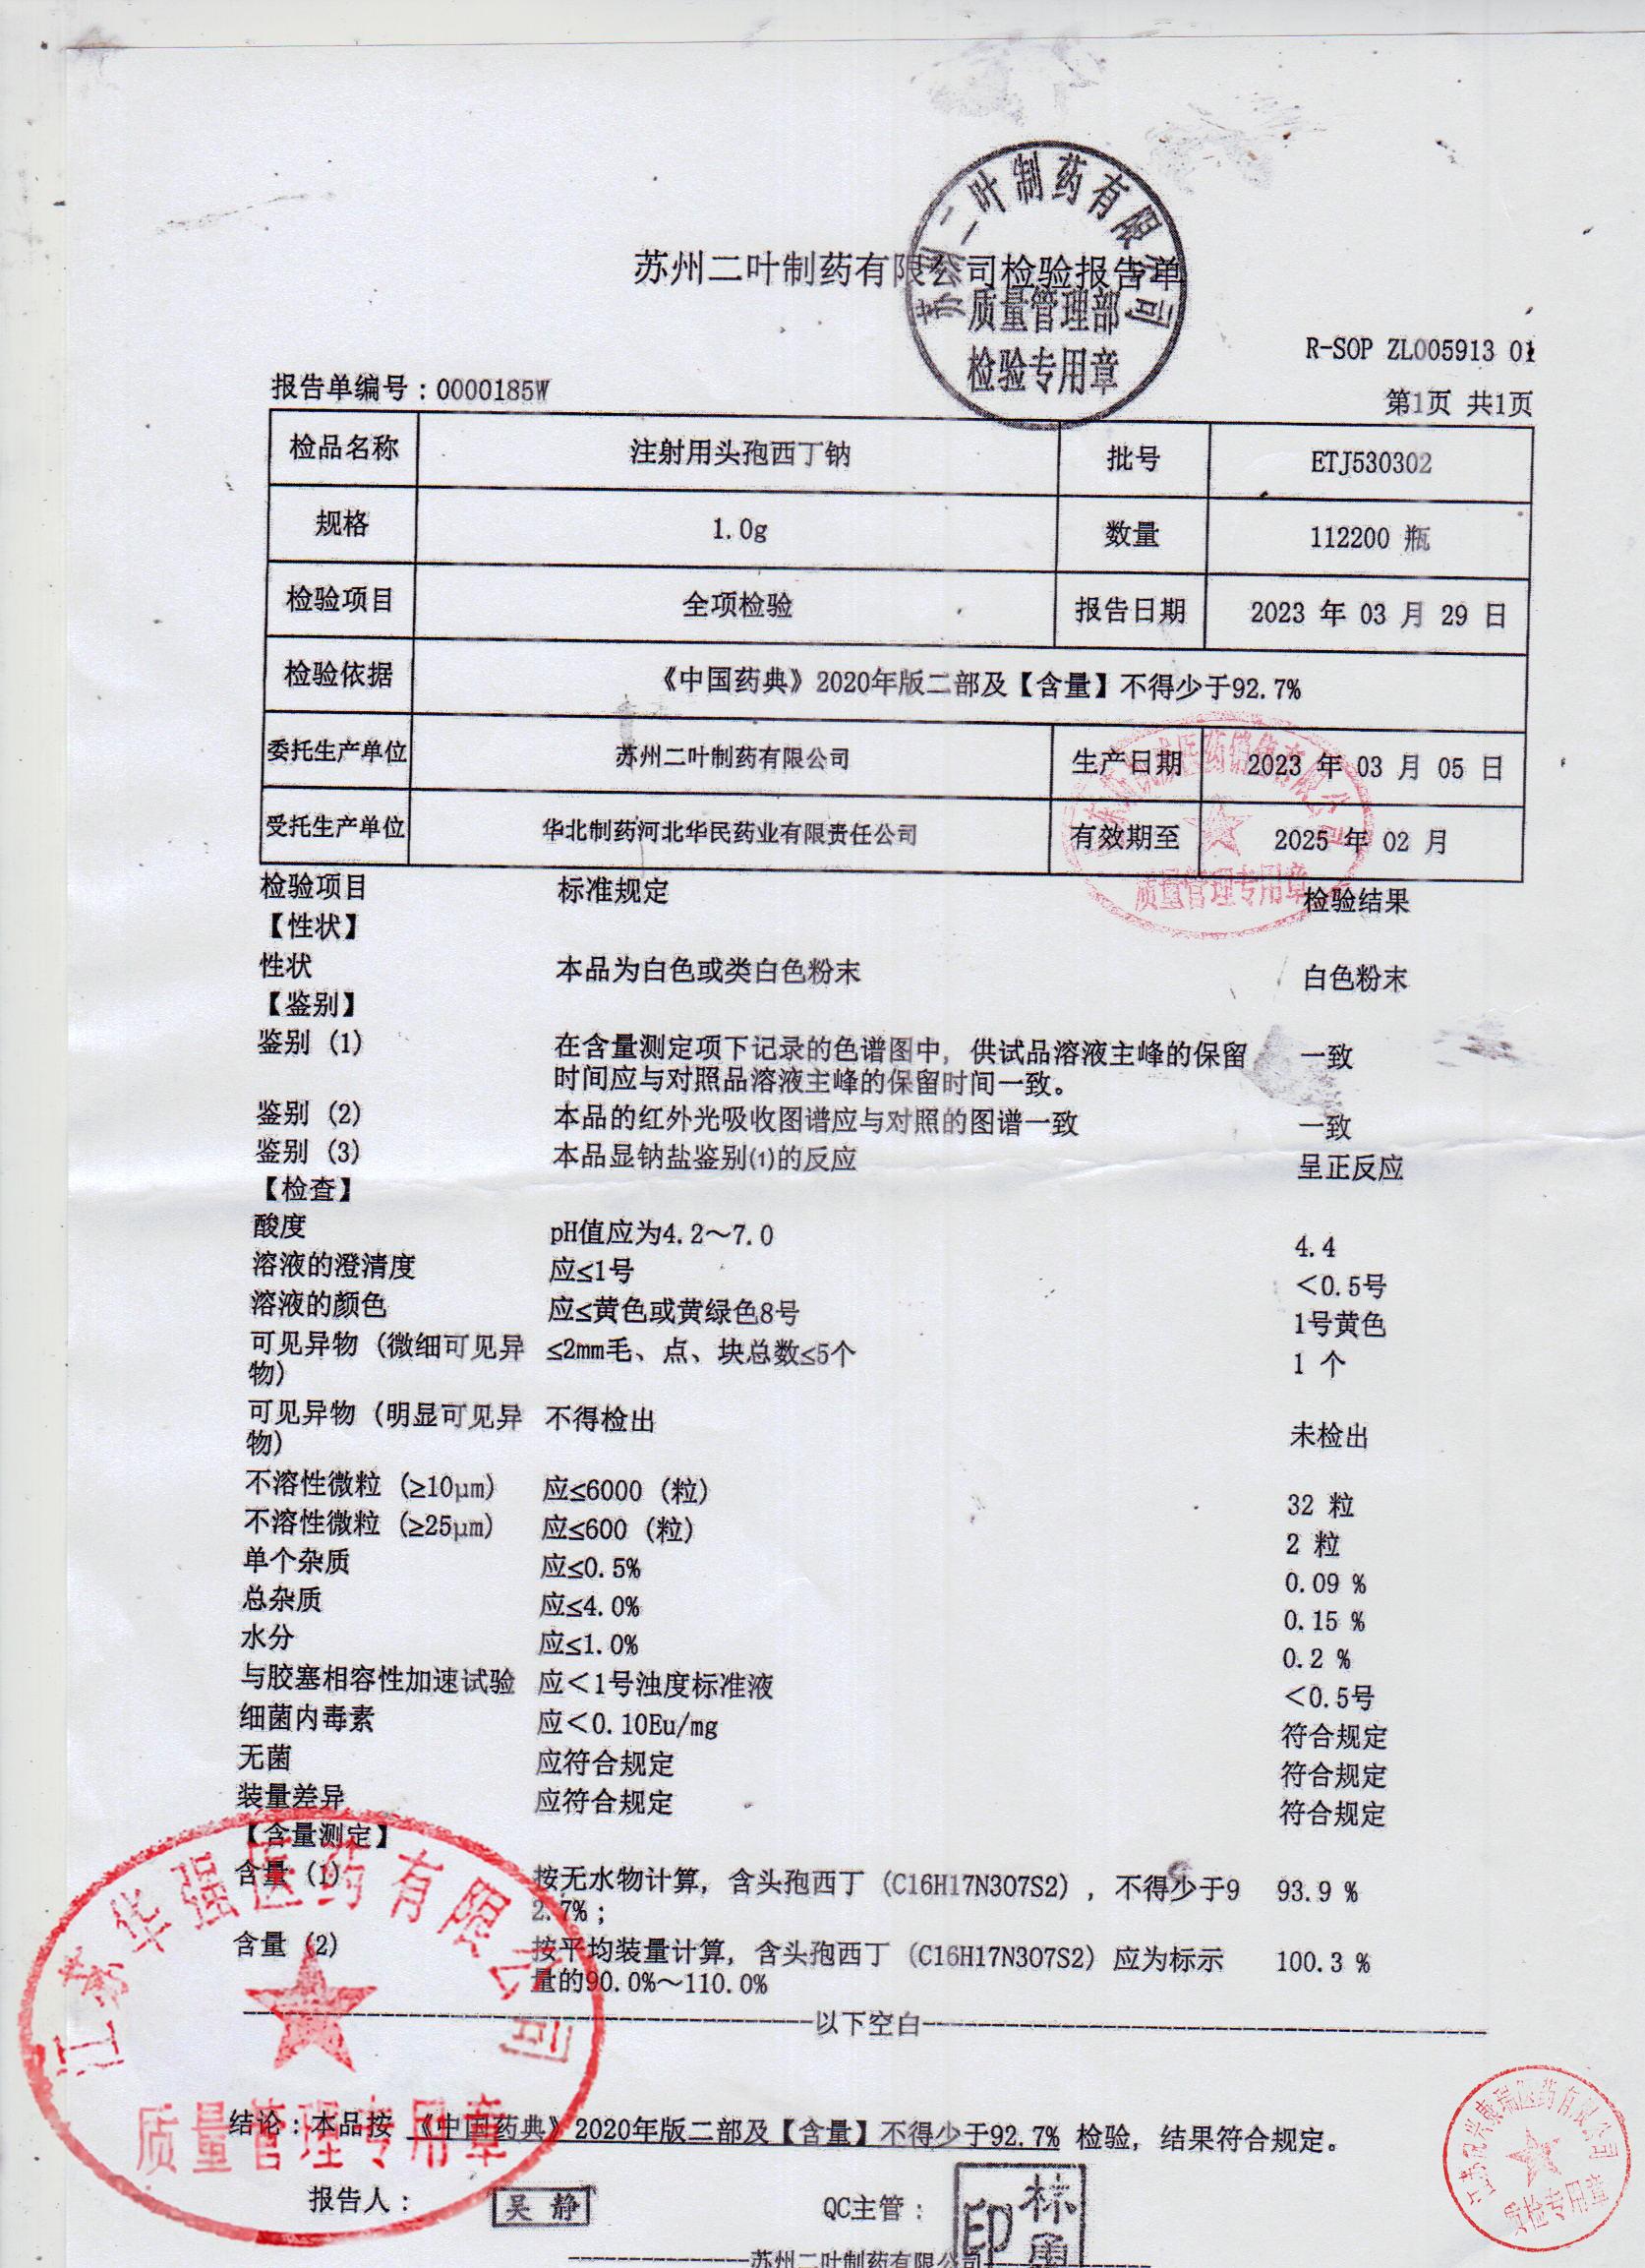 苏州二叶制药有限公司检验报告单
苏州二叶制药有限公司
质量管理部
检验专用章
R-SOP ZL005913 01
报告单编号：0000185W
第1页 共1页
检品名称 注射用头孢西丁钠 批号 ETJ530302
规格 1.0g 数量 112200 瓶
检验项目 全项检验 报告日期 2023 年 03 月 29 日
检验依据 《中国药典》2020年版二部及【含量】不得少于92.7%
委托生产单位 苏州二叶制药有限公司 生产日期 2023 年 03 月 05 日
受托生产单位 华北制药河北华民药业有限责任公司 有效期至 2025 年 02 月
质量管理专用章
检验项目 标准规定 检验结果
【性状】
性状 本品为白色或类白色粉末 白色粉末
【鉴别】
鉴别（1） 在含量测定项下记录的色谱图中，供试品溶液主峰的保留 一致
时间应与对照品溶液主峰的保留时间一致。
鉴别（2） 本品的红外光吸收图谱应与对照的图谱一致 一致
鉴别（3） 本品显钠盐鉴别⑴的反应 呈正反应
【检查】
酸度 pH值应为4.2～7.0 4.4
溶液的澄清度 应≤1号 ＜0.5号
溶液的颜色 应≤黄色或黄绿色8号 1号黄色
可见异物（微细可见异 ≤2mm毛、点、块总数≤5个 1 个
物）
可见异物（明显可见异 不得检出 未检出
物）
不溶性微粒（≥10μm） 应≤6000（粒） 32 粒
不溶性微粒（≥25μm） 应≤600（粒） 2 粒
单个杂质 应≤0.5% 0.09 %
总杂质 应≤4.0% 0.15 %
水分 应≤1.0% 0.2 %
与胶塞相容性加速试验 应＜1号浊度标准液 ＜0.5号
细菌内毒素 应＜0.10Eu/mg 符合规定
无菌 应符合规定 符合规定
装量差异 应符合规定 符合规定
【含量测定】
含量（1） 按无水物计算，含头孢西丁（C16H17N3O7S2），不得少于9 93.9 %
2.7%；
含量（2） 按平均装量计算，含头孢西丁（C16H17N3O7S2）应为标示 100.3 %
量的90.0%～110.0%
以下空白
江苏华强医药有限公司
质量管理专用章
结论：本品按 《中国药典》2020年版二部及【含量】不得少于92.7% 检验，结果符合规定。
质检专用章
报告人： 吴静 QC主管： 林
印
苏州二叶制药有限公司